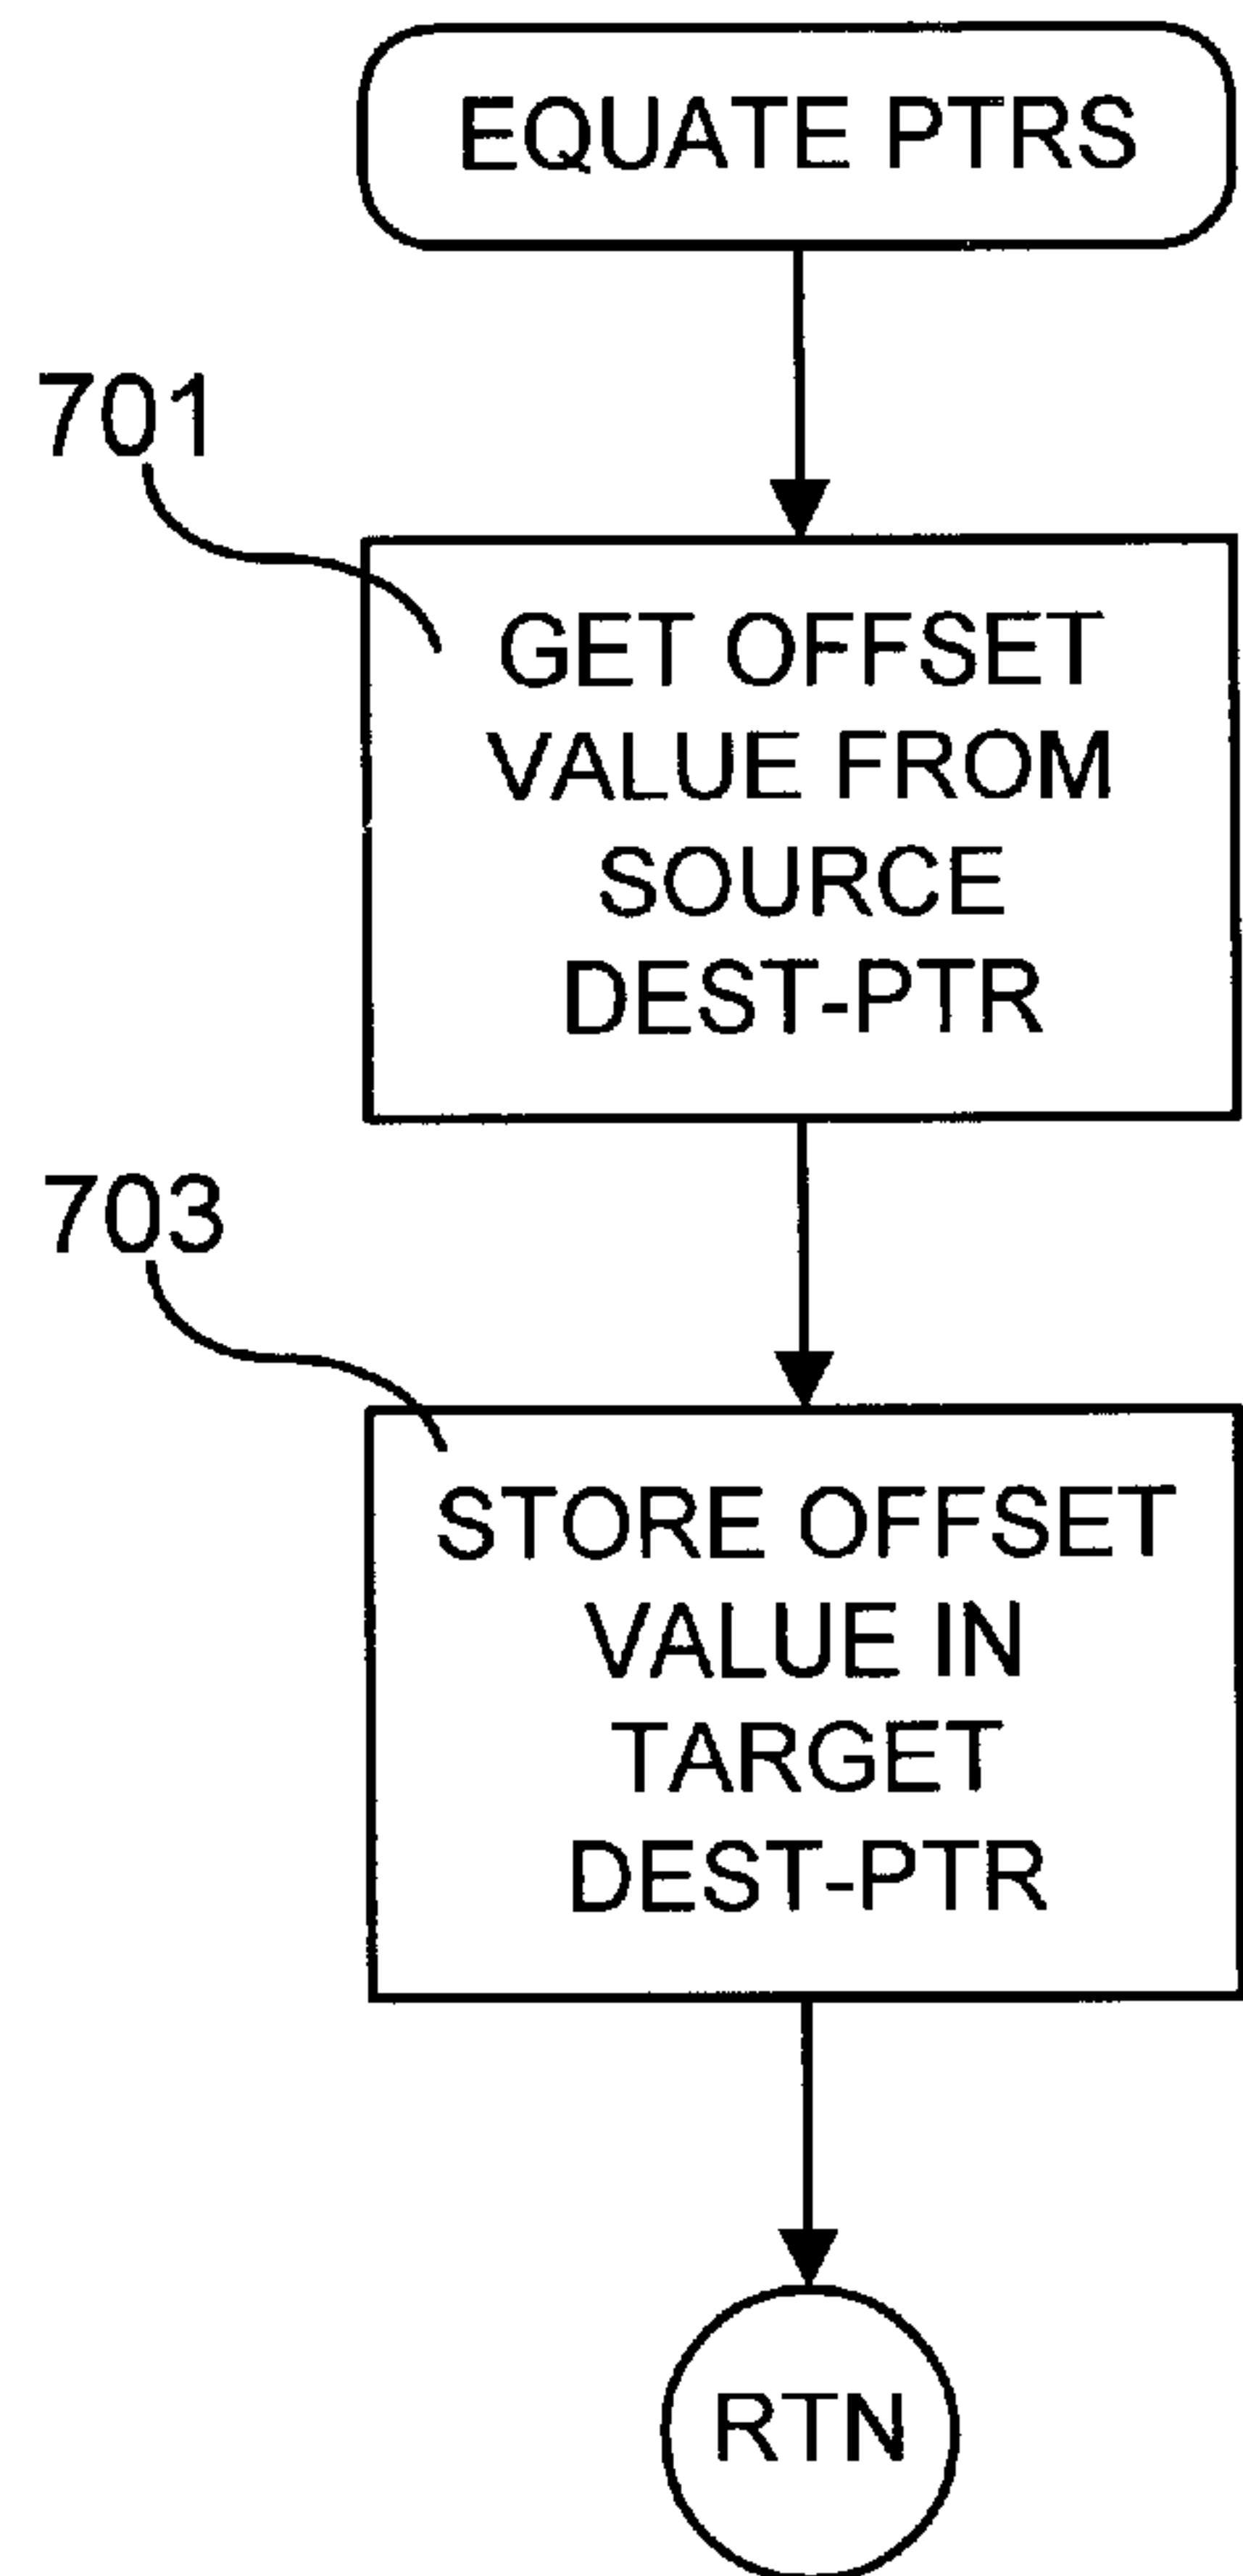 EQUATE PTRS
701
GET OFFSET
VALUE FROM
SOURCE
DEST-PTR
703
STORE OFFSET
VALUE IN
TARGET
DEST-PTR
RTN